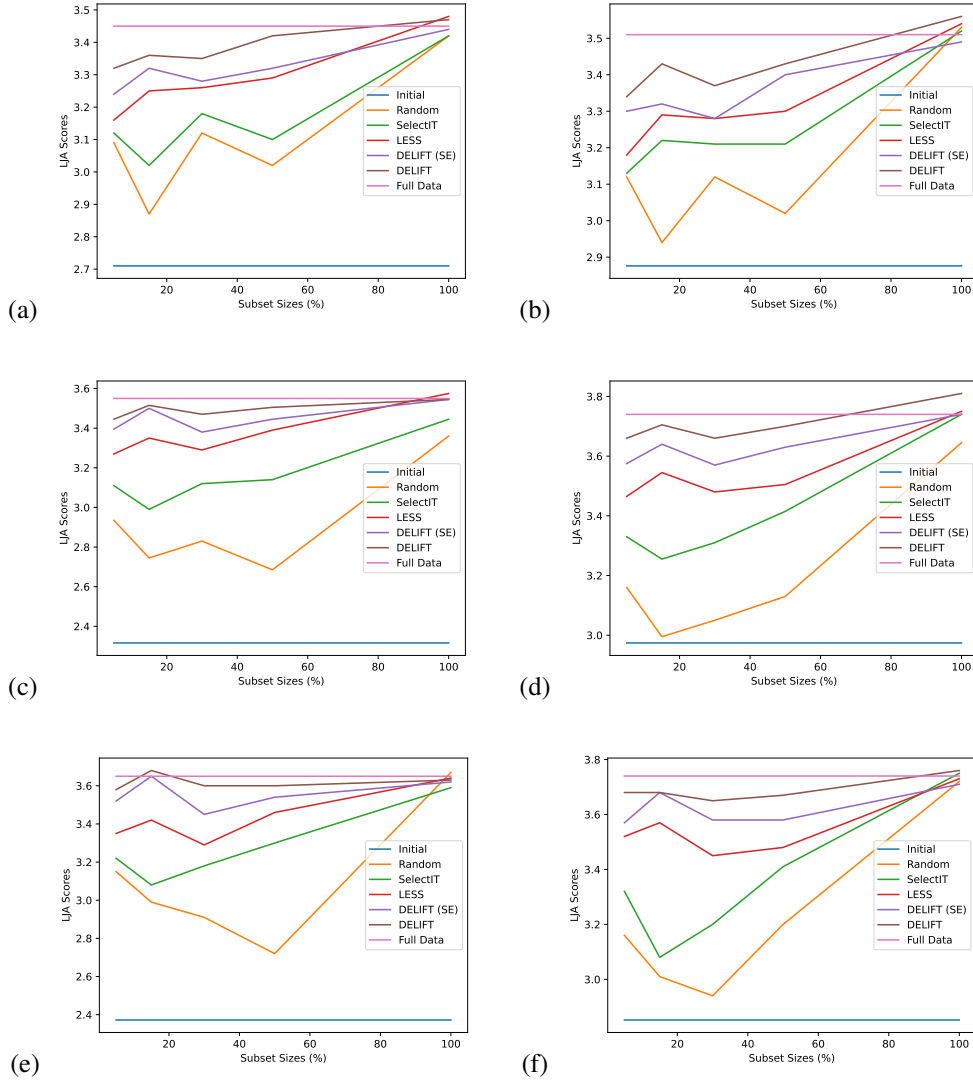 3.5
3.4
3.3
3.2
3.1
3.0
2.9
2.8
2.7
LJA Scores
20 40 60 80 100
Subset Sizes (%)
Initial
Random
SelectIT
LESS
DELIFT (SE)
DELIFT
Full Data
(a)
3.5
3.4
3.3
3.2
3.1
3.0
2.9
LJA Scores
20 40 60 80 100
Subset Sizes (%)
Initial
Random
SelectIT
LESS
DELIFT (SE)
DELIFT
Full Data
(b)
3.6
3.4
3.2
3.0
2.8
2.6
2.4
LJA Scores
20 40 60 80 100
Subset Sizes (%)
Initial
Random
SelectIT
LESS
DELIFT (SE)
DELIFT
Full Data
(c)
3.8
3.6
3.4
3.2
3.0
LJA Scores
20 40 60 80 100
Subset Sizes (%)
Initial
Random
SelectIT
LESS
DELIFT (SE)
DELIFT
Full Data
(d)
3.6
3.4
3.2
3.0
2.8
2.6
2.4
LJA Scores
20 40 60 80 100
Subset Sizes (%)
Initial
Random
SelectIT
LESS
DELIFT (SE)
DELIFT
Full Data
(e)
3.8
3.6
3.4
3.2
3.0
LJA Scores
20 40 60 80 100
Subset Sizes (%)
Initial
Random
SelectIT
LESS
DELIFT (SE)
DELIFT
Full Data
(f)